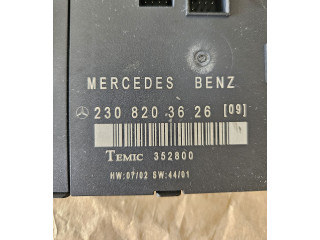 MERCEDES BENZ
230 820 36 26 [09]
TEMIC 352800
HW:07/02 SW:44/01